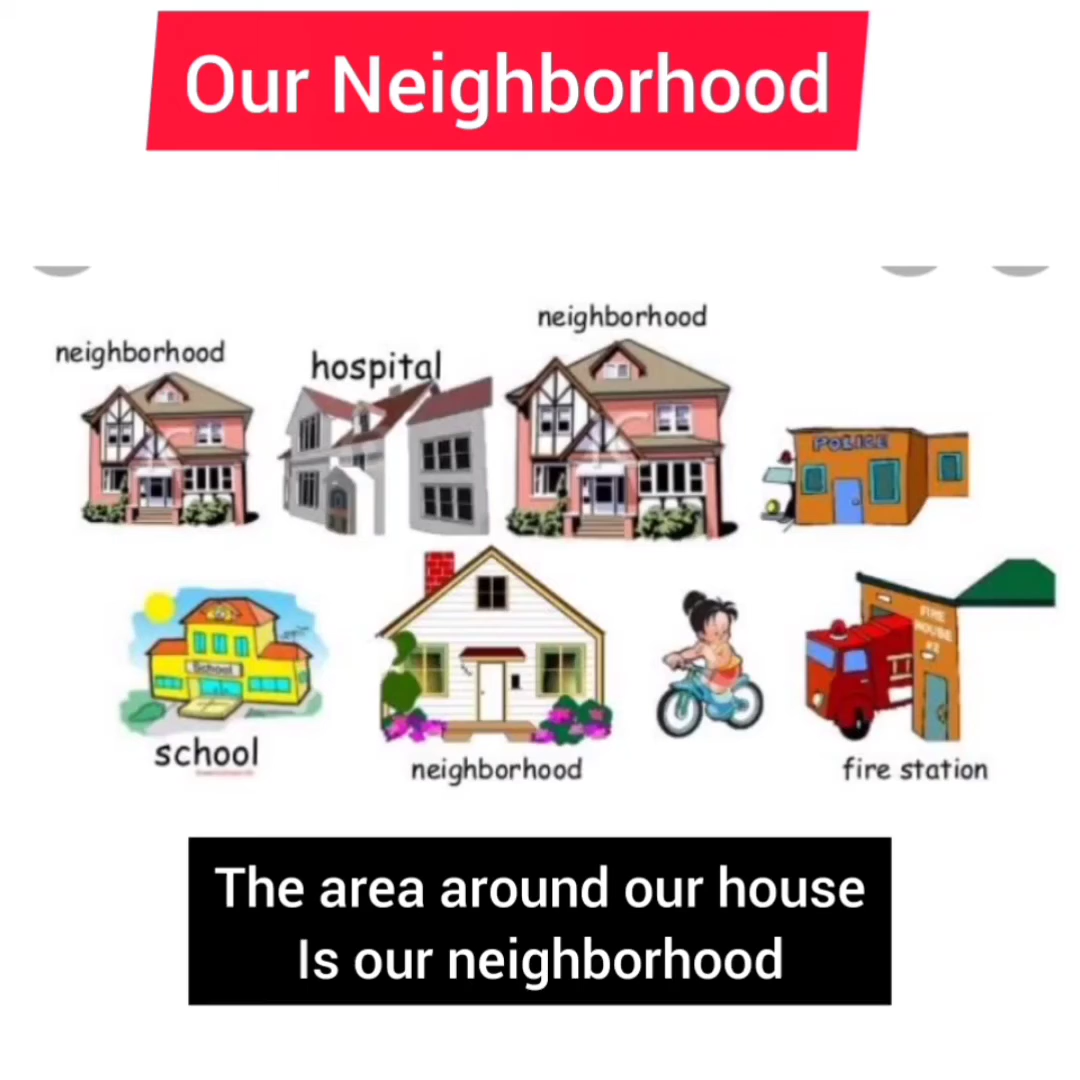 Our Neighborhood
neighborhood
neighborhood
hospital
POLICE
School
FIRE
HOUSE
#2
school
neighborhood
fire station
The area around our house
Is our neighborhood